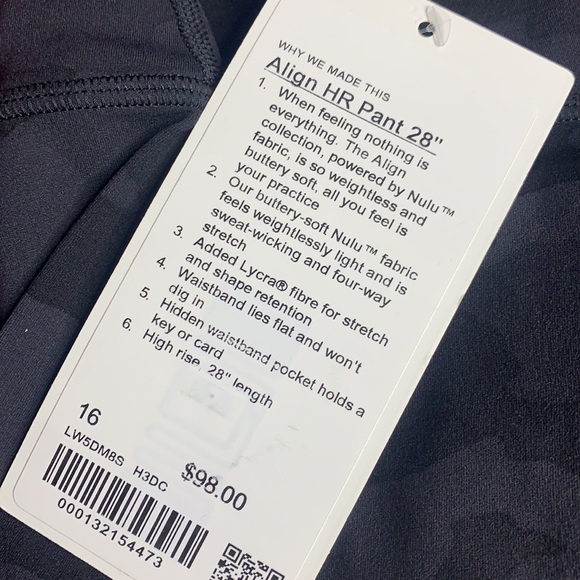 WHY WE MADE THIS
Align HR Pant 28"
1. When feeling nothing is
everything. The Align
collection, powered by Nulu™
fabric, is so weightless and
buttery soft, all you feel is
your practice
2. Our buttery-soft Nulu™ fabric
feels weightlessly light and is
sweat-wicking and four-way
stretch
3. Added Lycra® fibre for stretch
and shape retention
4. Waistband lies flat and won't
dig in
5. Hidden waistband pocket holds a
key or card
6. High rise, 28" length
16
$98.00
LW5DM8S H3DC
000132154473